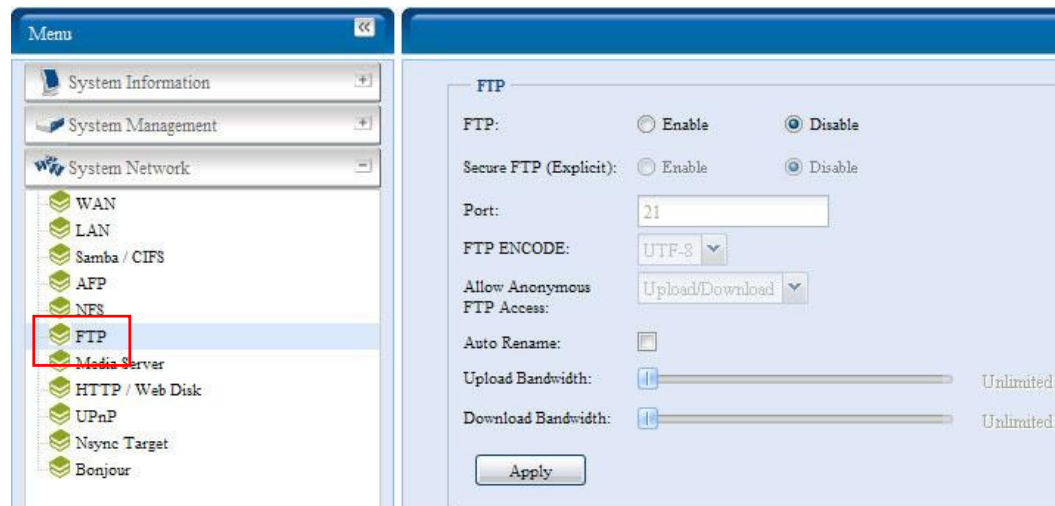 Menu
System Information
System Management
System Network
WAN
LAN
Samba / CIFS
AFP
NFS
FTP
Media Server
HTTP / Web Disk
UPnP
Nsync Target
Bonjour
FTP
FTP: Enable Disable
Secure FTP (Explicit): Enable Disable
Port: 21
FTP ENCODE: UTF-8
Allow Anonymous Upload/Download
FTP Access:
Auto Rename:
Upload Bandwidth: Unlimited
Download Bandwidth: Unlimited
Apply